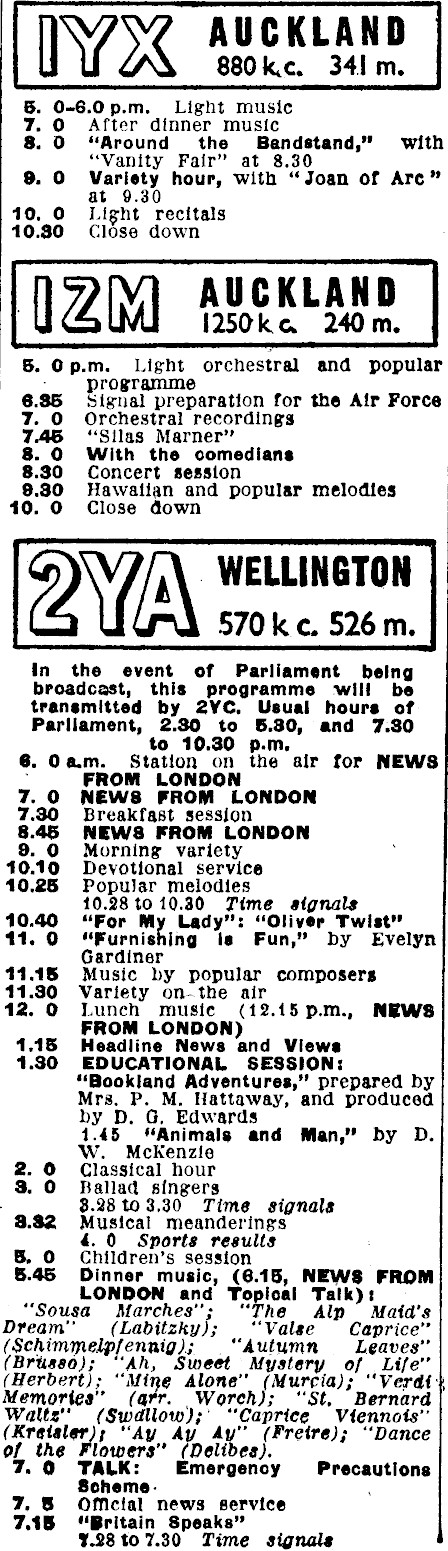 1YX AUCKLAND
880 k.c. 341 m.
5. 0-6.0 p.m. Light music
7. 0 After dinner music
8. 0 "Around the Bandstand," with
"Vanity Fair" at 8.30
9. 0 Variety hour, with "Joan of Arc"
at 9.30
10. 0 Light recitals
10.30 Close down
1ZM AUCKLAND
1250 k c. 240 m.
5. 0 p.m. Light orchestral and popular
programme
6.35 Signal preparation for the Air Force
7. 0 Orchestral recordings
7.45 "Silas Marner"
8. 0 With the comedians
8.30 Concert session
9.30 Hawaiian and popular melodies
10. 0 Close down
2YA WELLINGTON
570 k c. 526 m.
In the event of Parliament being
broadcast, this programme will be
transmitted by 2YC. Usual hours of
Parliament, 2.30 to 5.30, and 7.30
to 10.30 p.m.
6. 0 a.m. Station on the air for NEWS
FROM LONDON
7. 0 NEWS FROM LONDON
7.30 Breakfast session
8.45 NEWS FROM LONDON
9. 0 Morning variety
10.10 Devotional service
10.25 Popular melodies
10.28 to 10.30 Time signals
10.40 "For My Lady": "Oliver Twist"
11. 0 "Furnishing is Fun," by Evelyn
Gardiner
11.15 Music by popular composers
11.30 Variety on the air
12. 0 Lunch music (12.15 p.m., NEWS
FROM LONDON)
1.15 Headline News and Views
1.30 EDUCATIONAL SESSION:
"Bookland Adventures," prepared by
Mrs. P. M. Hattaway, and produced
by D. G. Edwards
1.45 "Animals and Man," by D.
W. McKenzie
2. 0 Classical hour
3. 0 Ballad singers
3.28 to 3.30 Time signals
3.32 Musical meanderings
4. 0 Sports results
5. 0 Children's session
5.45 Dinner music, (6.15, NEWS FROM
LONDON and Topical Talk):
"Sousa Marches"; "The Alp Maid's
Dream" (Labitzky); "Valse Caprice"
(Schimmelpfennig); "Autumn Leaves"
(Brusso); "Ah, Sweet Mystery of Life"
(Herbert); "Mine Alone" (Murcia); "Verdi
Memories" (arr. Worch); "St. Bernard
Waltz" (Swallow); "Caprice Viennois"
(Kreisler); "Ay Ay Ay" (Freire); "Dance
of the Flowers" (Delibes).
7. 0 TALK: Emergency Precautions
Scheme.
7. 5 Official news service
7.15 "Britain Speaks"
7.28 to 7.30 Time signals